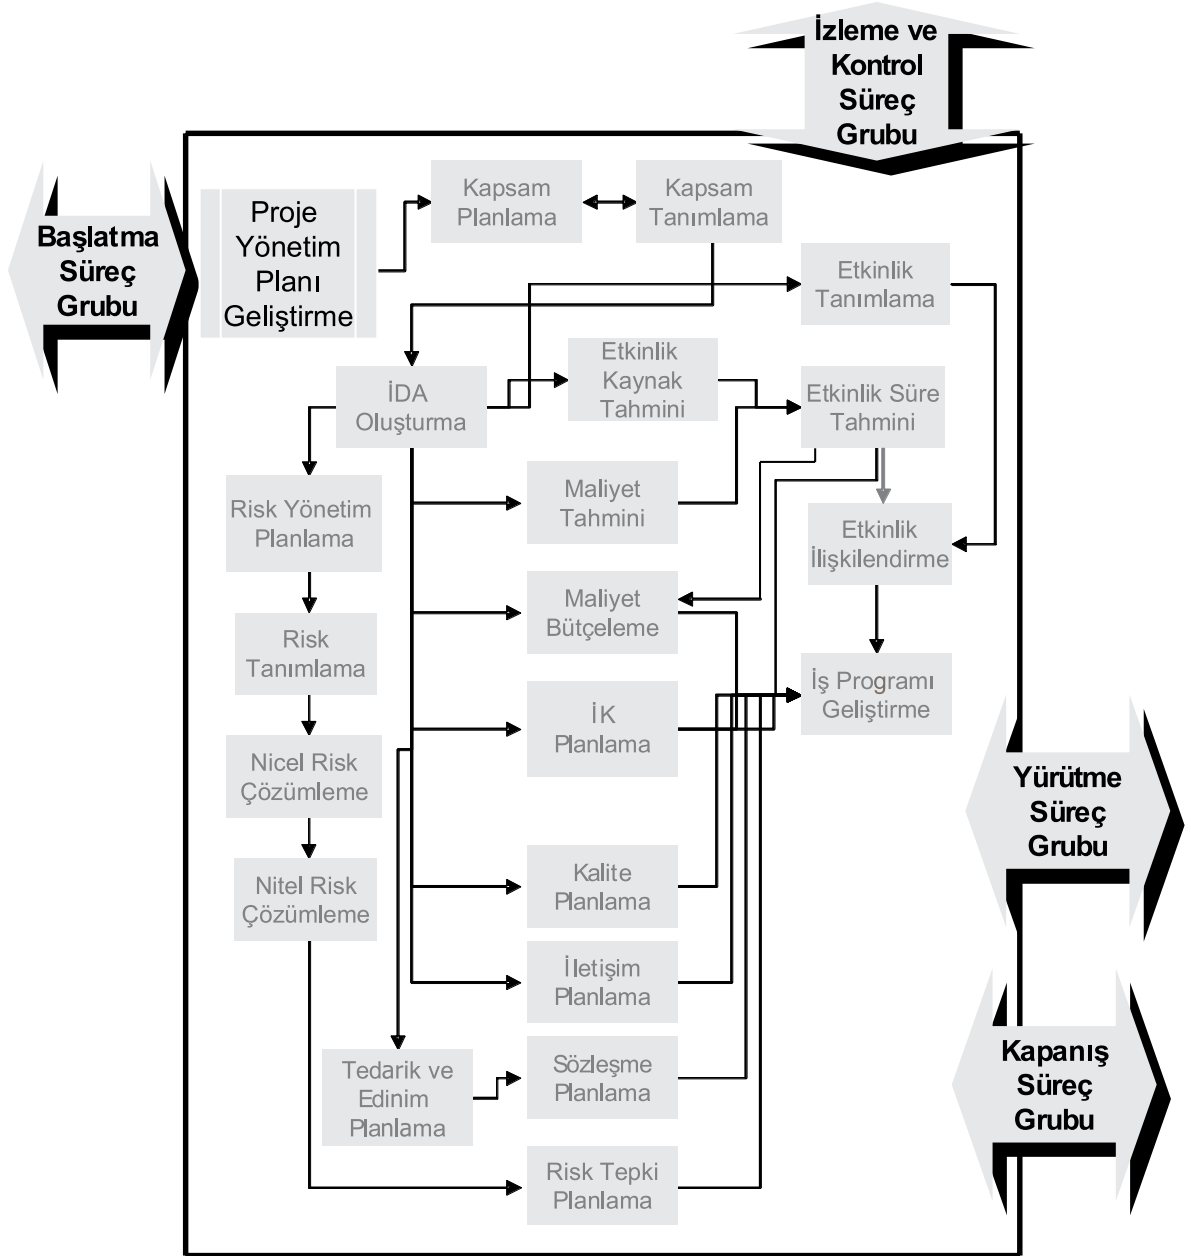 İzleme ve
Kontrol
Süreç
Grubu
Başlatma
Süreç
Grubu
Proje
Yönetim
Planı
Geliştirme
Kapsam
Planlama
Kapsam
Tanımlama
Etkinlik
Tanımlama
İDA
Oluşturma
Etkinlik
Kaynak
Tahmini
Etkinlik Süre
Tahmini
Risk Yönetim
Planlama
Maliyet
Tahmini
Etkinlik
İlişkilendirme
Risk
Tanımlama
Maliyet
Bütçeleme
İş Programı
Geliştirme
Nicel Risk
Çözümleme
İK
Planlama
Yürütme
Süreç
Grubu
Nitel Risk
Çözümleme
Kalite
Planlama
İletişim
Planlama
Tedarik ve
Edinim
Planlama
Sözleşme
Planlama
Kapanış
Süreç
Grubu
Risk Tepki
Planlama